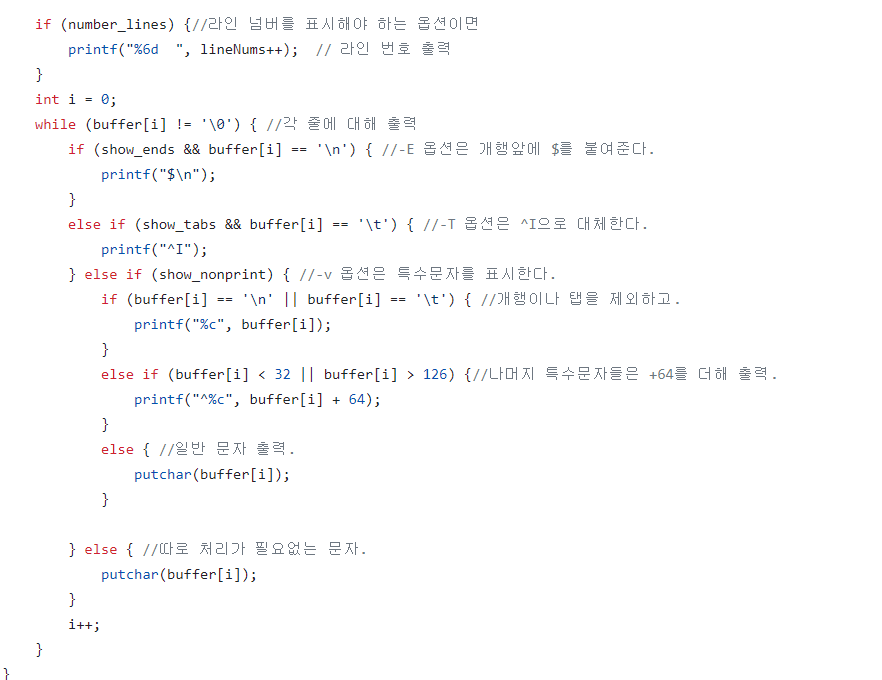 if (number_lines) {//라인 넘버를 표시해야 하는 옵션이면
printf("%6d  ", lineNums++);  // 라인 번호 출력
}
int i = 0;
while (buffer[i] != '\0') { //각 줄에 대해 출력
if (show_ends && buffer[i] == '\n') { //-E 옵션은 개행앞에 $를 붙여준다.
printf("$\n");
}
else if (show_tabs && buffer[i] == '\t') { //-T 옵션은 ^I으로 대체한다.
printf("^I");
} else if (show_nonprint) { //-v 옵션은 특수문자를 표시한다.
if (buffer[i] == '\n' || buffer[i] == '\t') { //개행이나 탭을 제외하고.
printf("%c", buffer[i]);
}
else if (buffer[i] < 32 || buffer[i] > 126) {//나머지 특수문자들은 +64를 더해 출력.
printf("^%c", buffer[i] + 64);
}
else { //일반 문자 출력.
putchar(buffer[i]);
}
} else { //따로 처리가 필요없는 문자.
putchar(buffer[i]);
}
i++;
}
}